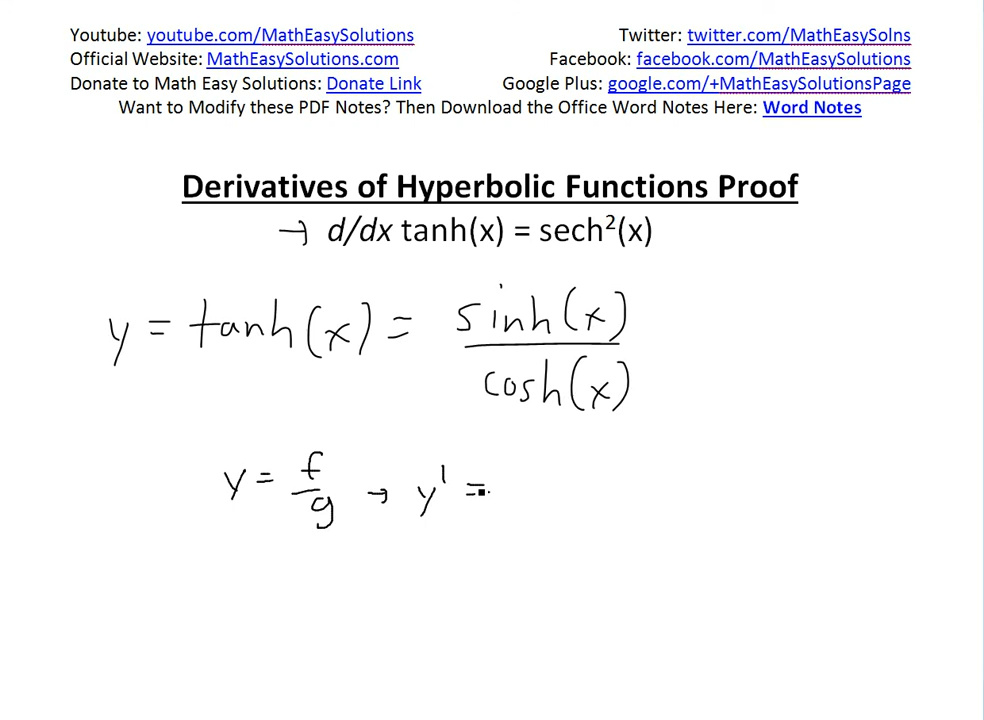 Youtube: youtube.com/MathEasySolutions Twitter: twitter.com/MathEasySolns
Official Website: MathEasySolutions.com Facebook: facebook.com/MathEasySolutions
Donate to Math Easy Solutions: Donate Link Google Plus: google.com/+MathEasySolutionsPage
Want to Modify these PDF Notes? Then Download the Office Word Notes Here: Word Notes
Derivatives of Hyperbolic Functions Proof
→ d/dx tanh(x) = sech²(x)
y = tanh(x) = sinh(x)
cosh(x)
y = f/g → y' =